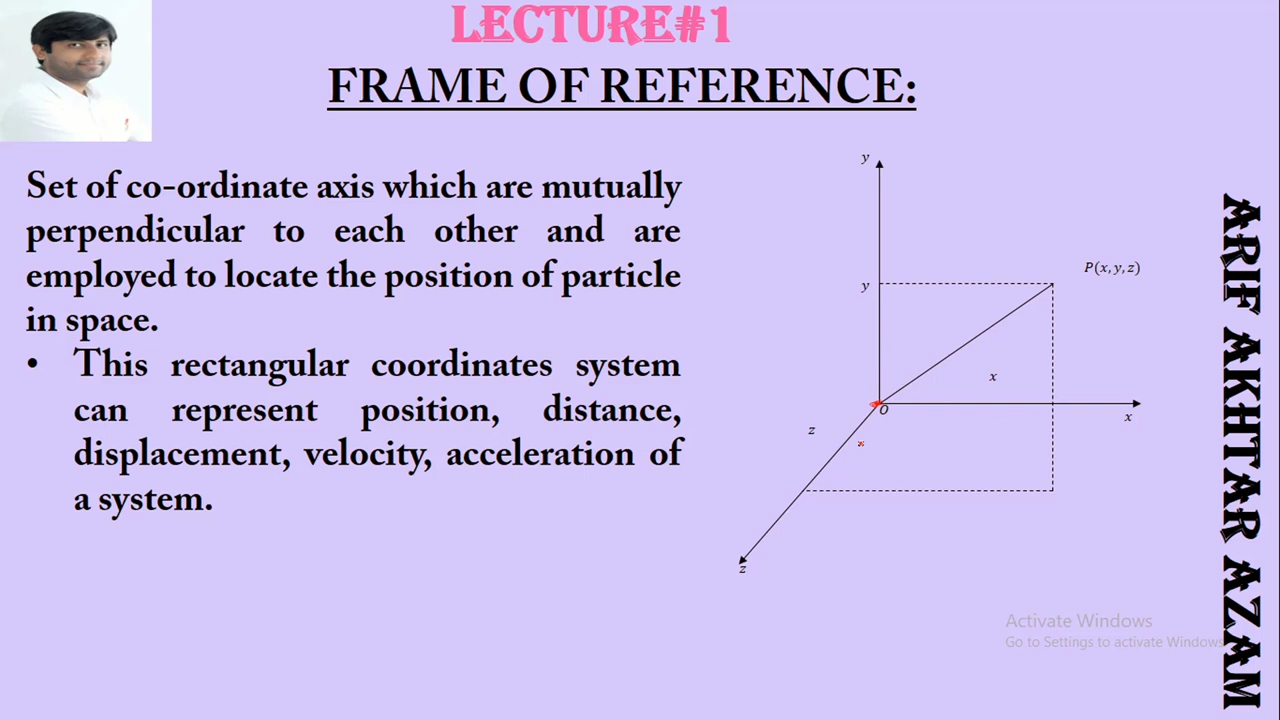 LECTURE#1
FRAME OF REFERENCE:
Set of co-ordinate axis which are mutually
perpendicular to each other and are
employed to locate the position of particle
in space.
• This rectangular coordinates system
can represent position, distance,
displacement, velocity, acceleration of
a system.
y
P(x,y,z)
y
x
O
x
z
z
ARIF AKHTAR AZAM
Activate Windows
Go to Settings to activate Windows